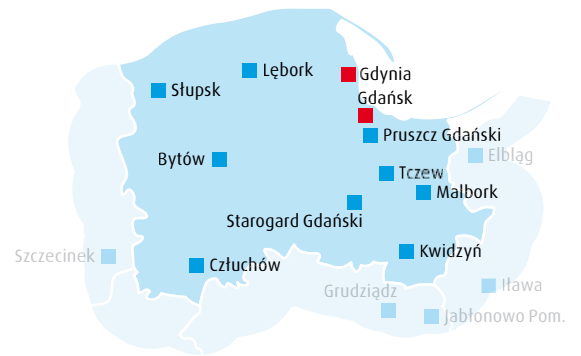 Lębork
Gdynia
Słupsk
Gdańsk
Pruszcz Gdański
Bytów
Elbląg
Tczew
Malbork
Starogard Gdański
Szczecinek
Człuchów
Kwidzyń
Grudziądz
Iława
Jabłonowo Pom.